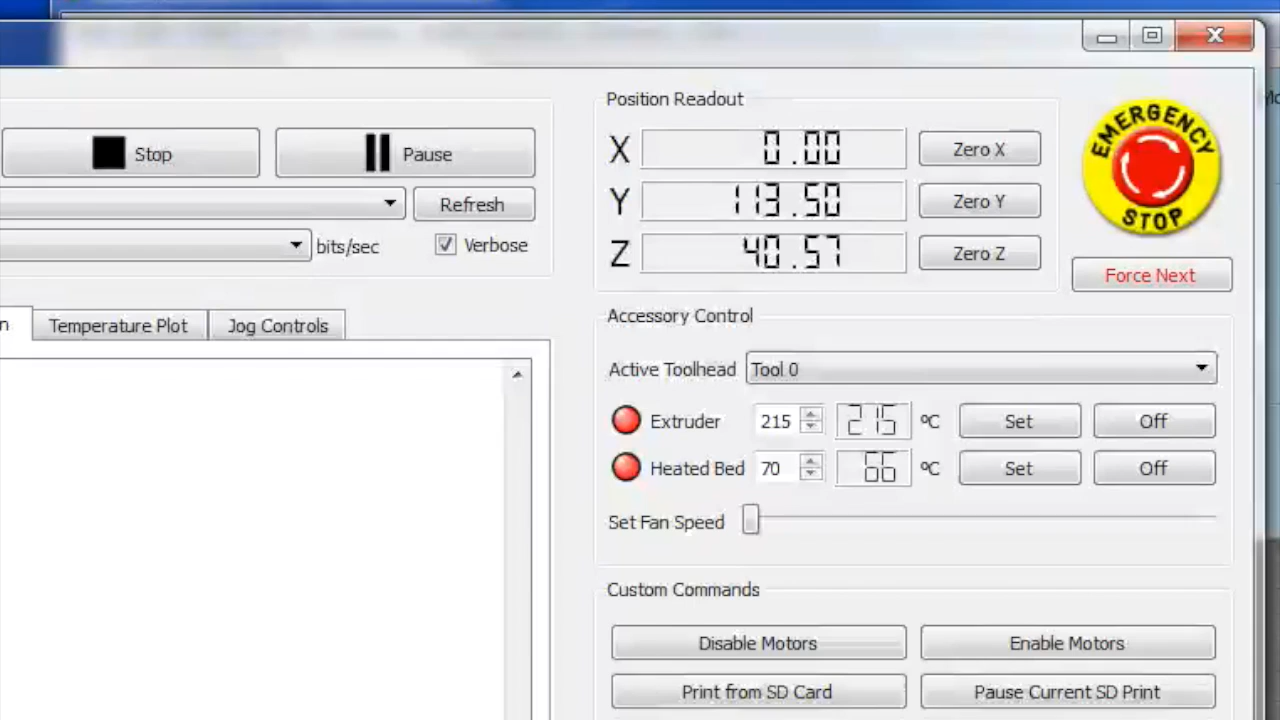 Position Readout
EMERGENCY
STOP
Stop
Pause
X
0.00
Zero X
Y
113.50
Zero Y
Refresh
Z
40.57
Zero Z
bits/sec
Verbose
Force Next
n
Temperature Plot
Jog Controls
Accessory Control
Active Toolhead
Tool 0
Extruder
215
215
ºC
Set
Off
Heated Bed
70
66
ºC
Set
Off
Set Fan Speed
Custom Commands
Disable Motors
Enable Motors
Print from SD Card
Pause Current SD Print